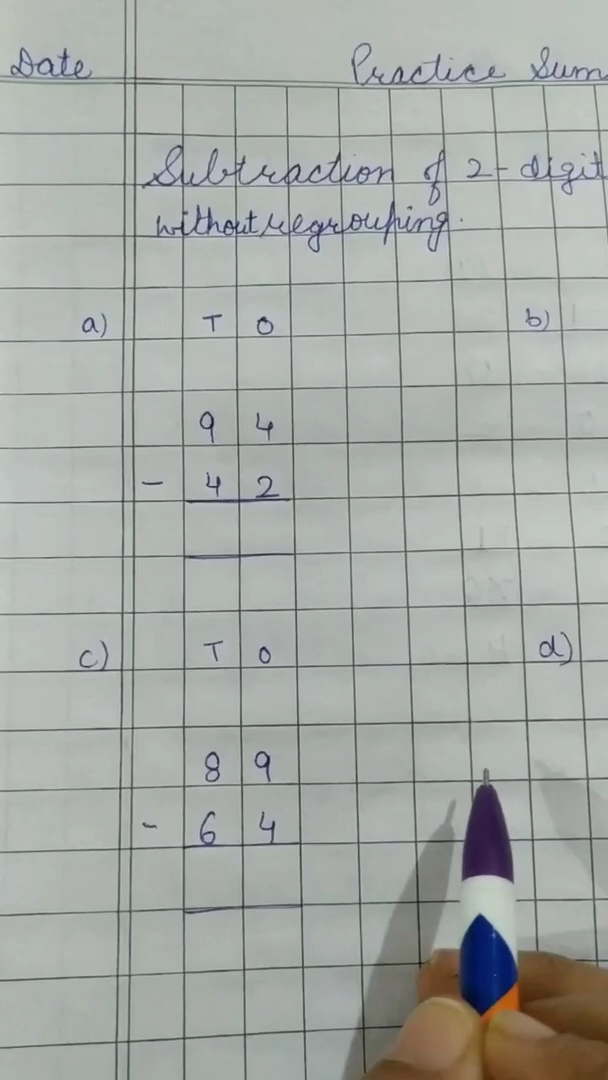 Date Practice Sum
Subtraction of 2-digit
without regrouping.
a) T O b)
9 4
- 4 2
c) T O d)
8 9
- 6 4